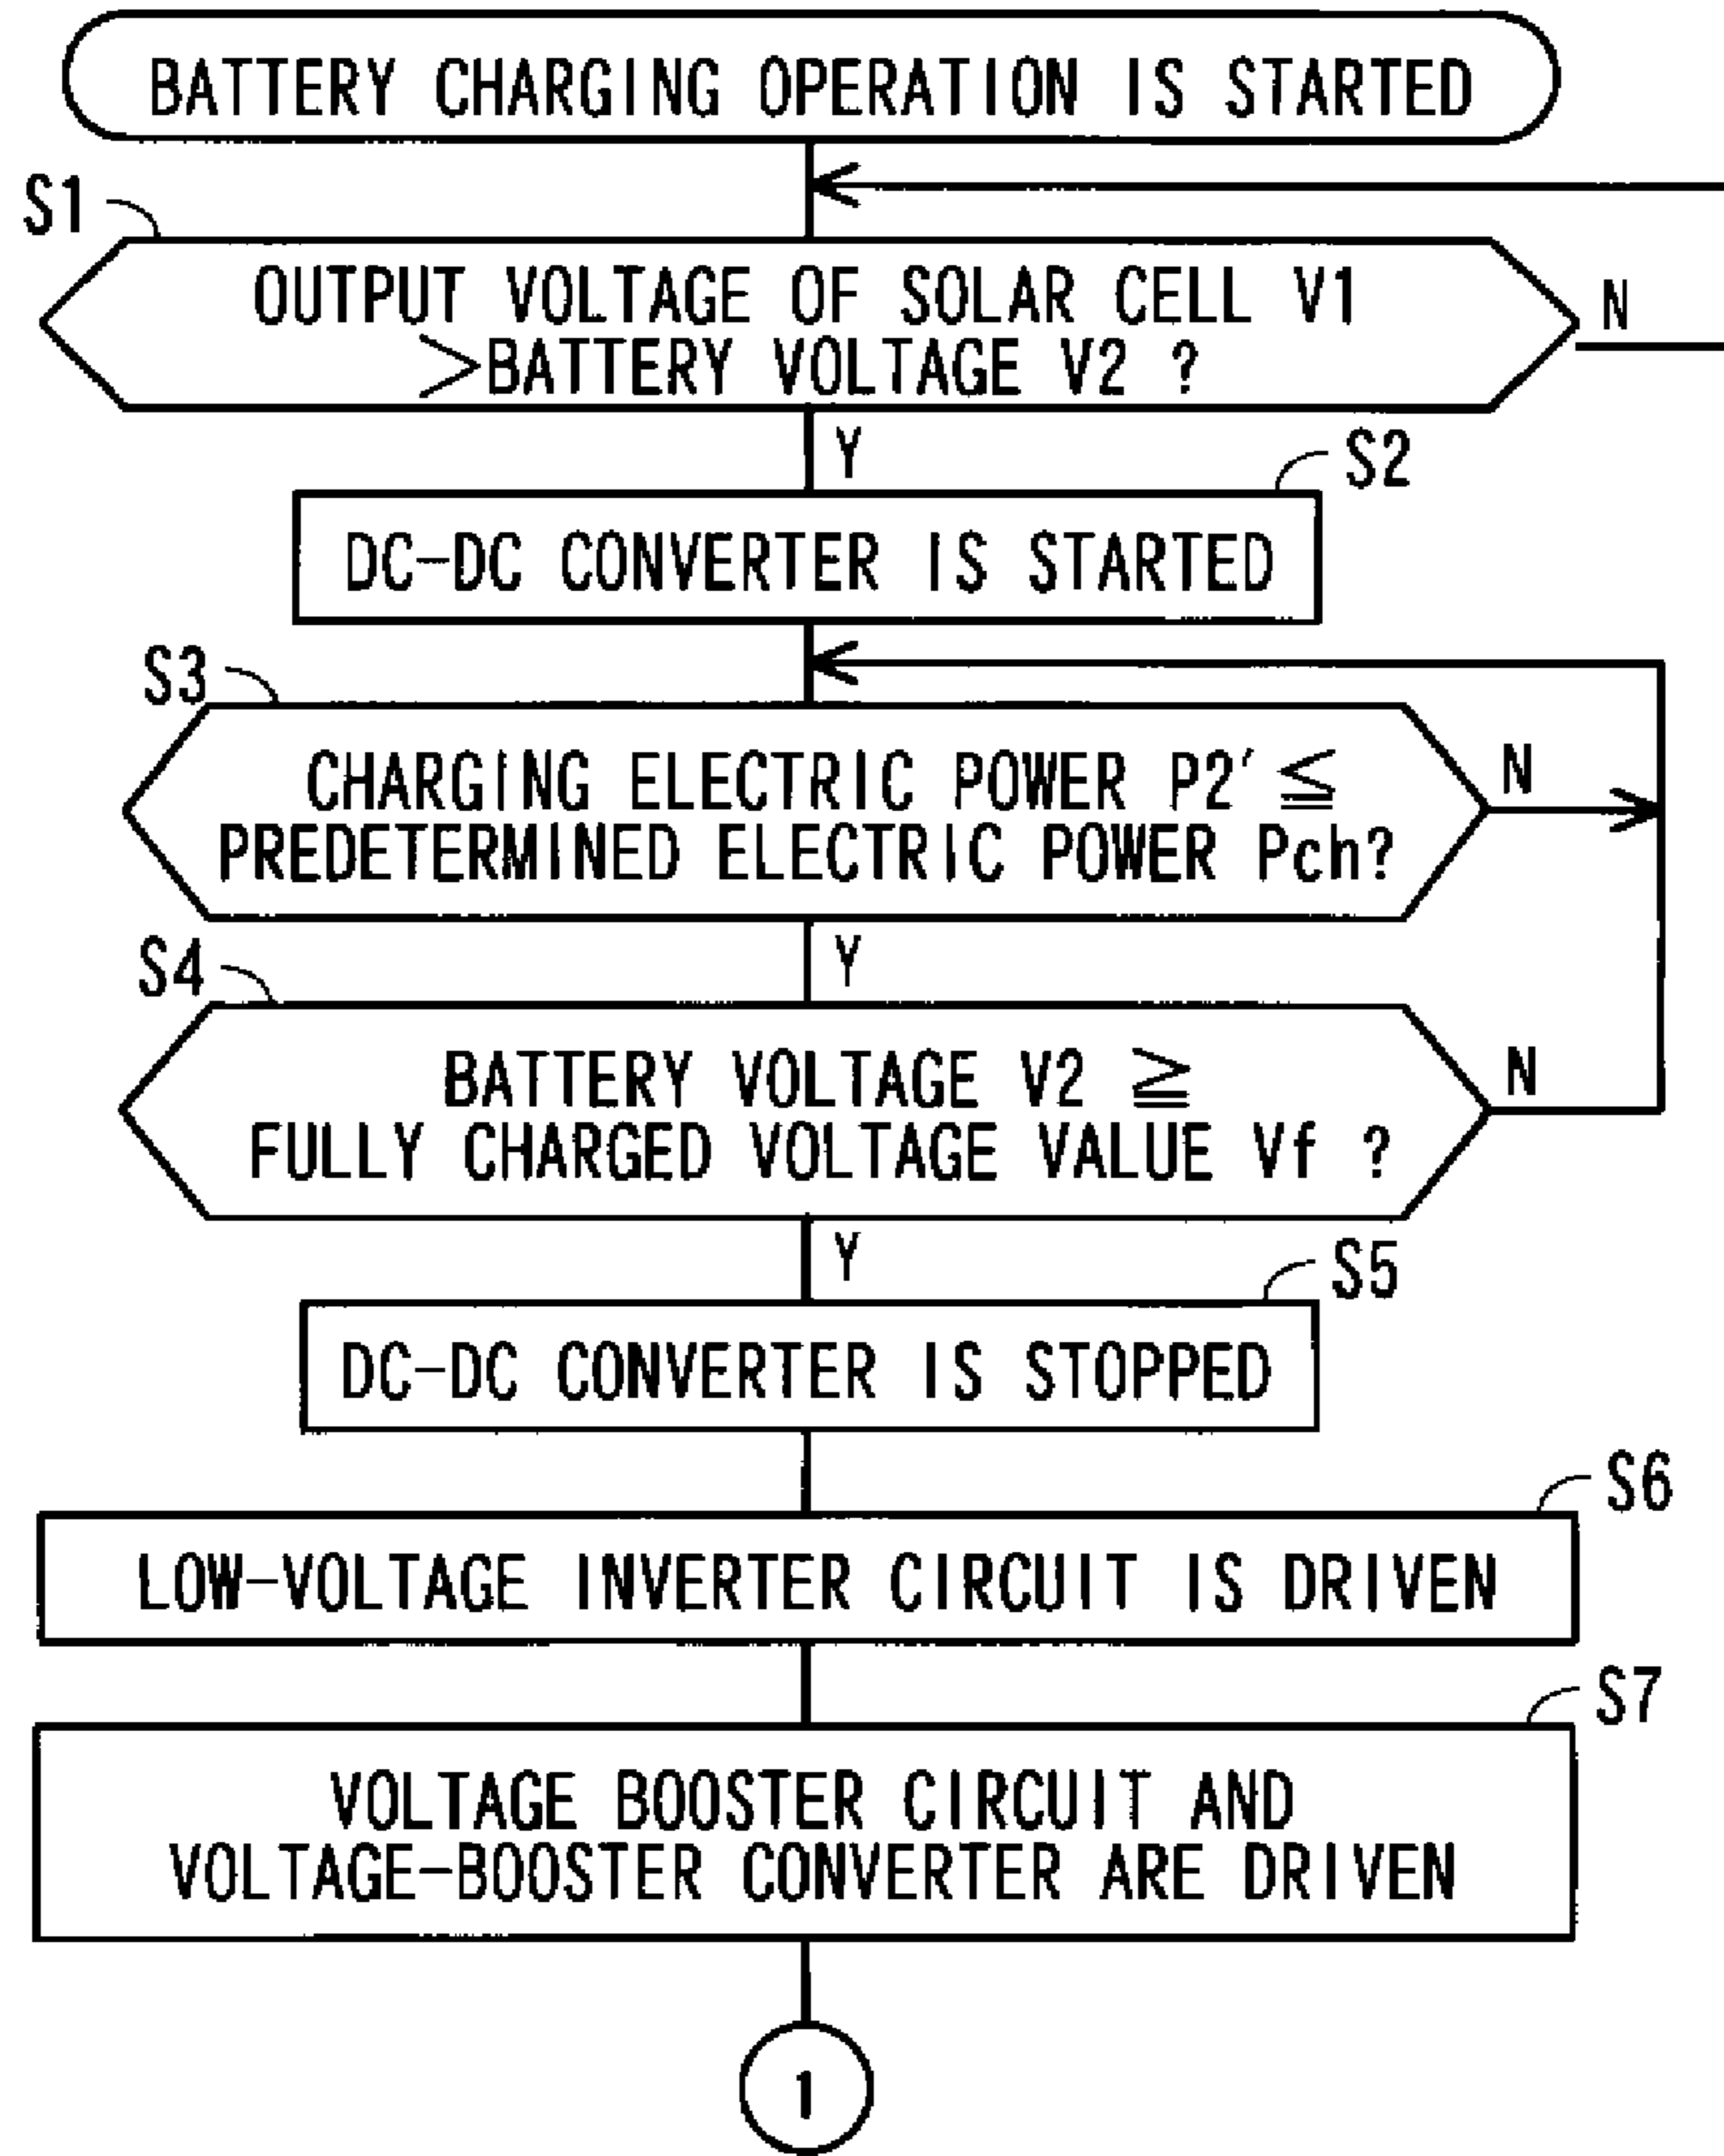 BATTERY CHARGING OPERATION IS STARTED
S1
OUTPUT VOLTAGE OF SOLAR CELL V1
>BATTERY VOLTAGE V2 ?
N
Y
S2
DC-DC CONVERTER IS STARTED
S3
CHARGING ELECTRIC POWER P2' ≦
PREDETERMINED ELECTRIC POWER Pch?
N
Y
S4
BATTERY VOLTAGE V2 ≧
FULLY CHARGED VOLTAGE VALUE Vf ?
N
Y
S5
DC-DC CONVERTER IS STOPPED
S6
LOW-VOLTAGE INVERTER CIRCUIT IS DRIVEN
S7
VOLTAGE BOOSTER CIRCUIT AND
VOLTAGE-BOOSTER CONVERTER ARE DRIVEN
1